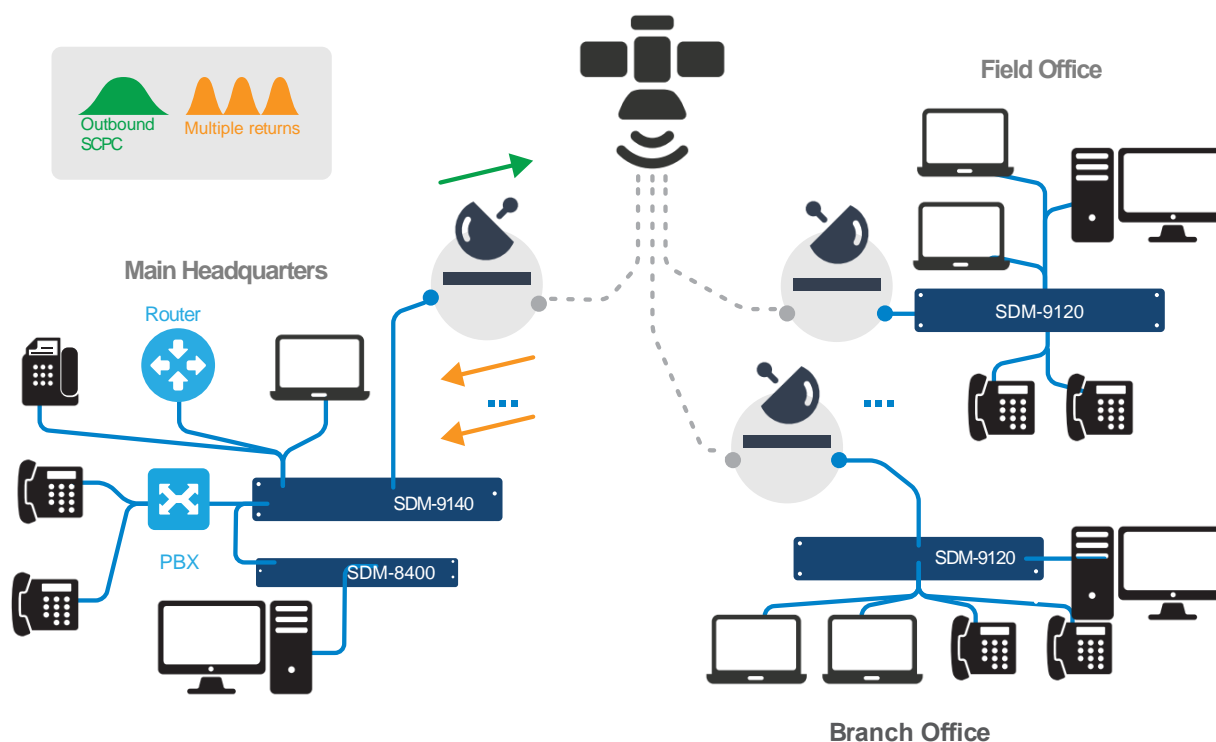 Field Office
Outbound
SCPC
Multiple returns
Main Headquarters
Router
SDM-9120
SDM-9140
PBX
SDM-8400
SDM-9120
Branch Office